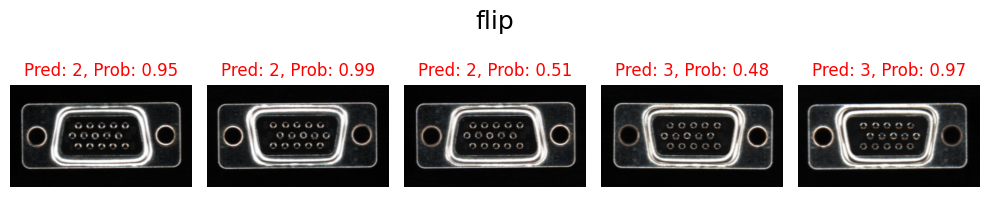 flip
Pred: 2, Prob: 0.95
Pred: 2, Prob: 0.99
Pred: 2, Prob: 0.51
Pred: 3, Prob: 0.48
Pred: 3, Prob: 0.97